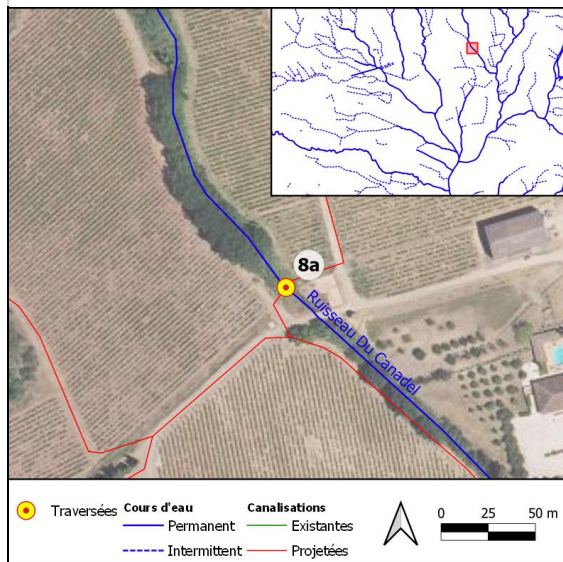 8a
Ruisseau Du Canadel
Traversées
Cours d'eau
Permanent
Intermittent
Canalisations
Existantes
Projetées
0 25 50 m